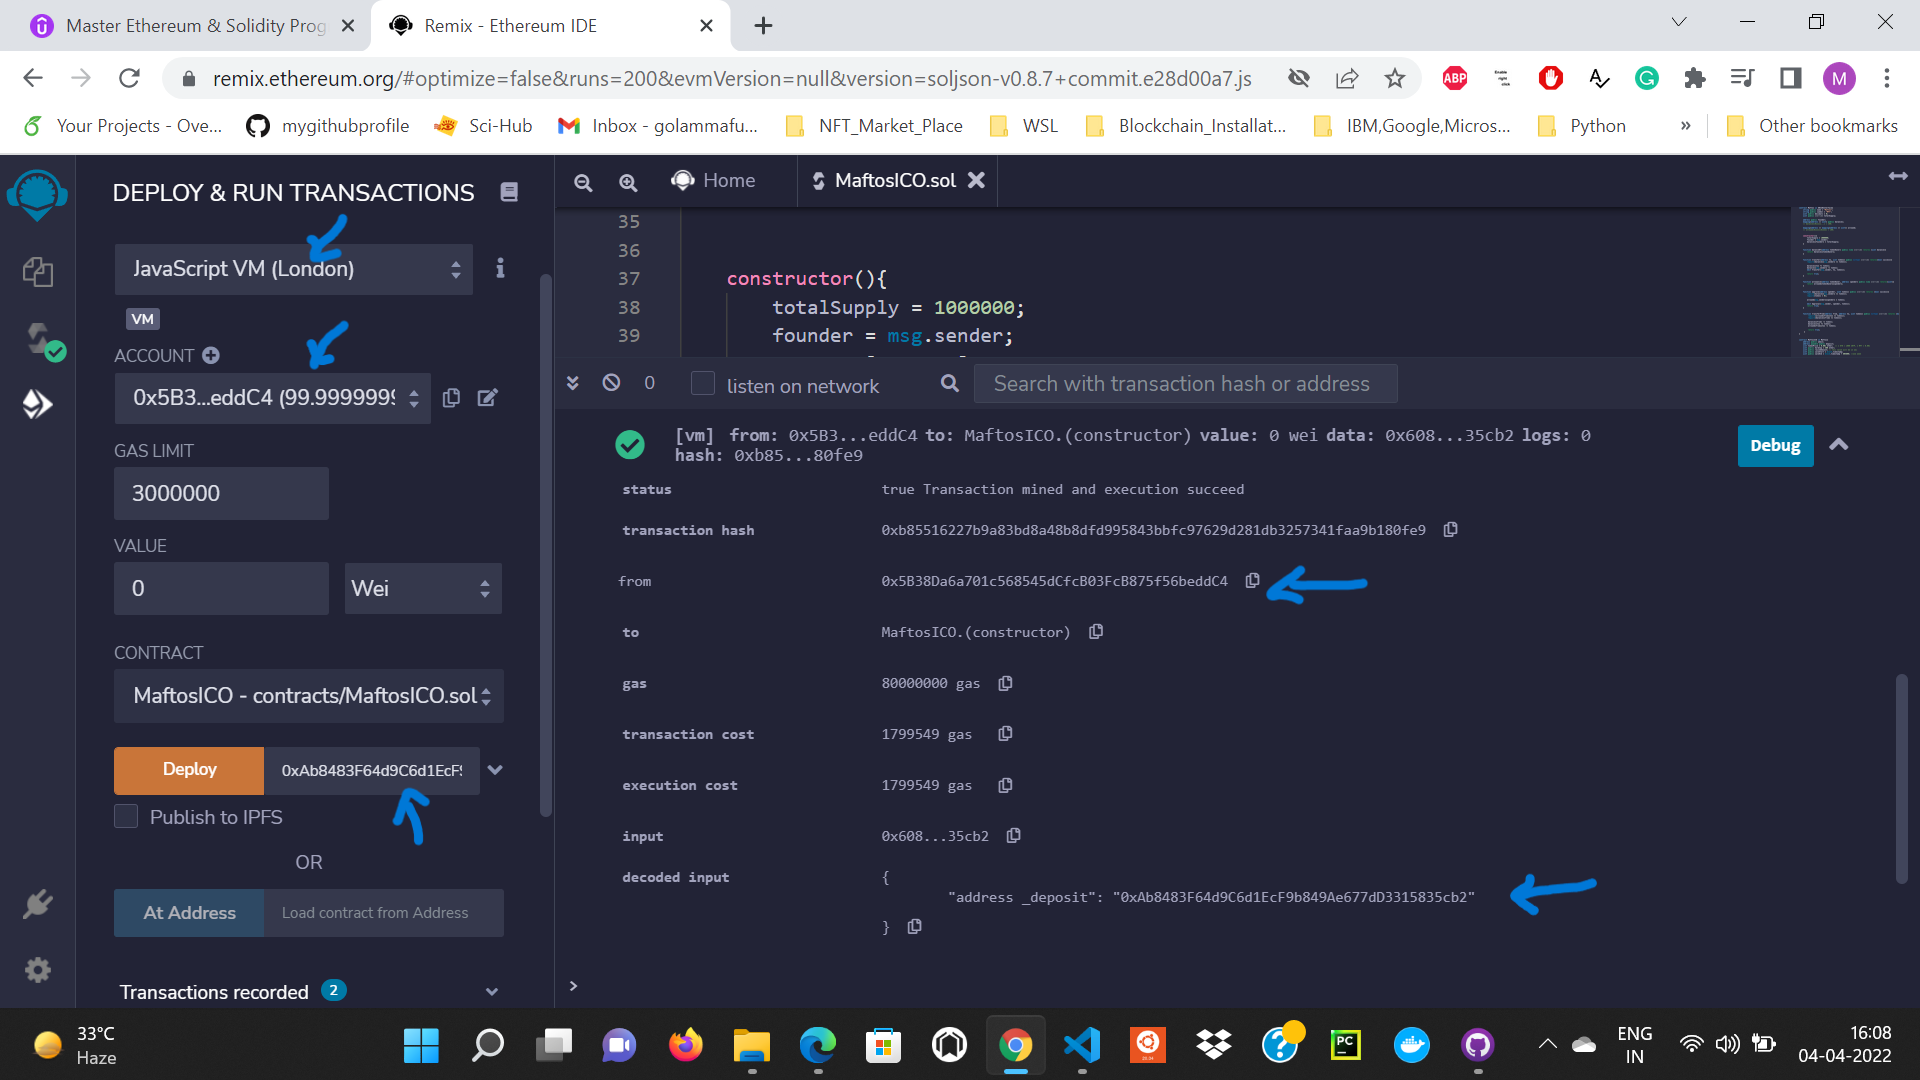 Master Ethereum & Solidity Prog
Remix - Ethereum IDE
remix.ethereum.org/#optimize=false&runs=200&evmVersion=null&version=soljson-v0.8.7+commit.e28d00a7.js
ABP
M
Your Projects - Ove...
mygithubprofile
Sci-Hub
Inbox - golammafu...
NFT_Market_Place
WSL
Blockchain_Installat...
IBM,Google,Micros...
Python
»
Other bookmarks
DEPLOY & RUN TRANSACTIONS
JavaScript VM (London)
VM
ACCOUNT
0x5B3...eddC4 (99.9999999
GAS LIMIT
3000000
VALUE
0
Wei
CONTRACT
MaftosICO - contracts/MaftosICO.sol
Deploy
0xAb8483F64d9C6d1EcF9
Publish to IPFS
OR
At Address
Load contract from Address
Transactions recorded 2
Home
MaftosICO.sol
35
36
37 constructor(){
38 totalSupply = 1000000;
39 founder = msg.sender;
0
listen on network
Search with transaction hash or address
[vm] from: 0x5B3...eddC4 to: MaftosICO.(constructor) value: 0 wei data: 0x608...35cb2 logs: 0
hash: 0xb85...80fe9
Debug
status true Transaction mined and execution succeed
transaction hash 0xb85516227b9a83bd8a48b8dfd995843bbfc97629d281db3257341faa9b180fe9
from 0x5B38Da6a701c568545dCfcB03FcB875f56beddC4
to MaftosICO.(constructor)
gas 80000000 gas
transaction cost 1799549 gas
execution cost 1799549 gas
input 0x608...35cb2
decoded input {
"address _deposit": "0xAb8483F64d9C6d1EcF9b849Ae677dD3315835cb2"
}
>
33°C
Haze
PC
ENG
IN
16:08
04-04-2022